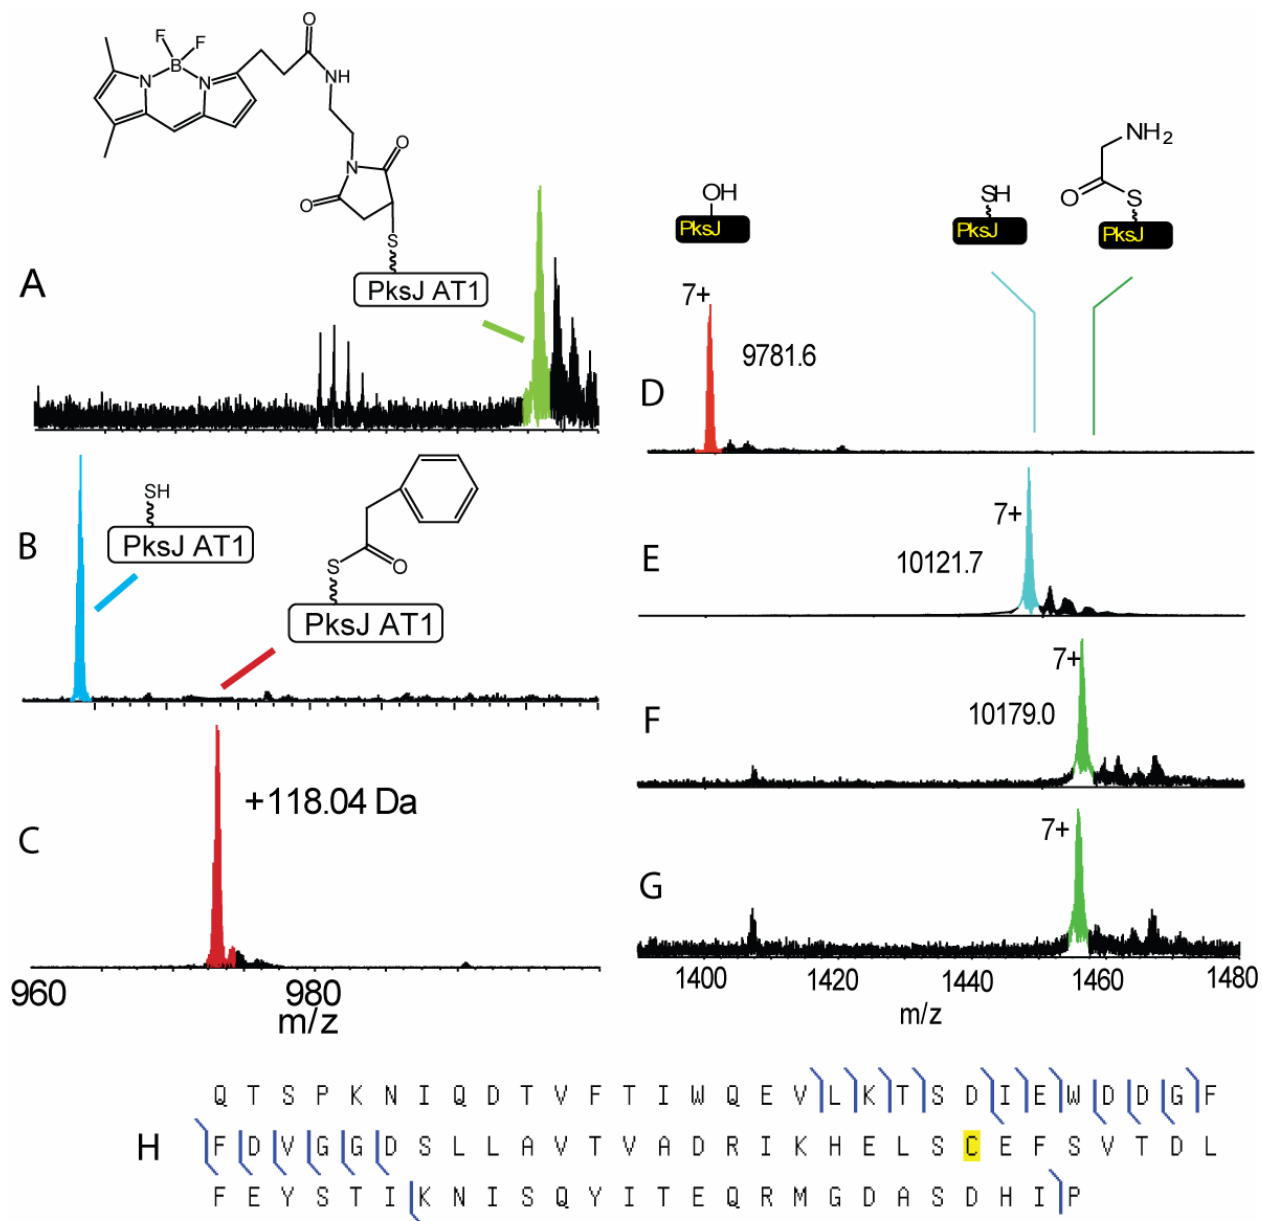 O
F
F
B
N
N
NH
N
O
O
S
PksJ AT1
A
SH
PksJ AT1
B
S
O
PksJ AT1
C
+118.04 Da
960
980
m/z
OH
PksJ
SH
PksJ
NH2
O
S
PksJ
7+
9781.6
D
7+
10121.7
E
7+
10179.0
F
7+
G
1400
1420
1440
1460
1480
m/z
Q T S P K N I Q D T V F T I W Q E V L K T S D I E W D D G F
H
F D V G G D S L L A V T V A D R I K H E L S C E F S V T D L
F E Y S T I K N I S Q Y I T E Q R M G D A S D H I P